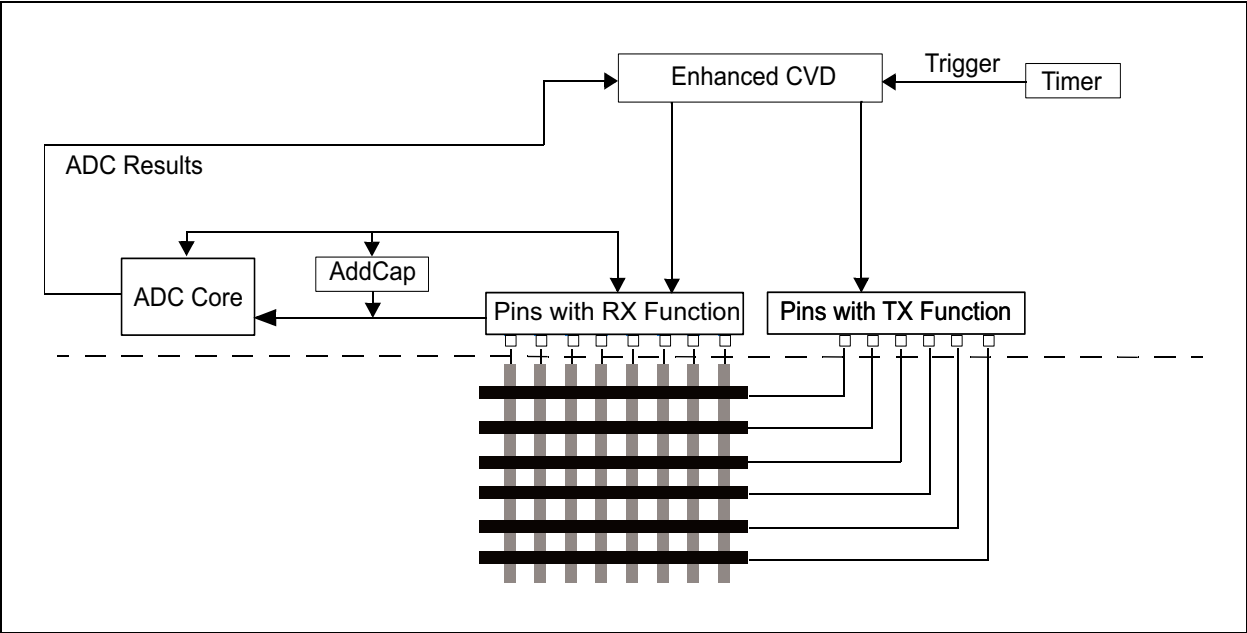 Enhanced CVD
Trigger
Timer
ADC Results
ADC Core
AddCap
Pins with RX Function
Pins with TX Function